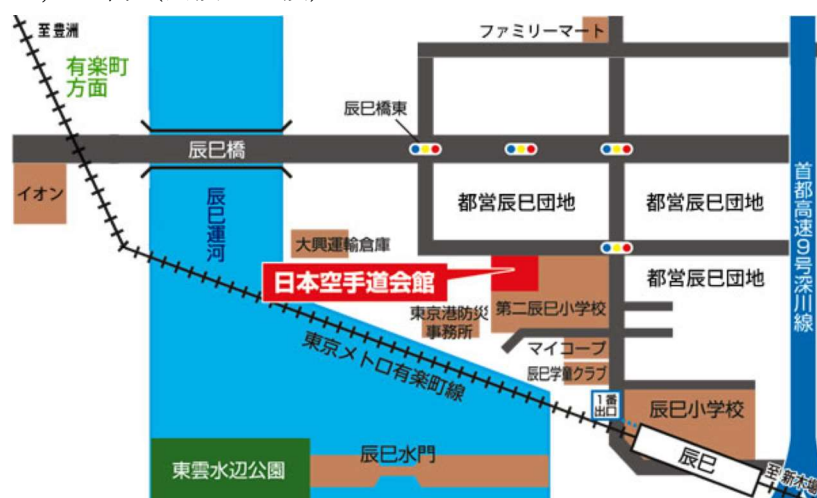 至豊洲
有楽町
方面
ファミリーマート
辰巳橋東
辰巳橋
イオン
辰巳運河
都営辰巳団地
都営辰巳団地
首都高速9号深川線
大興運輸倉庫
日本空手道会館
都営辰巳団地
東京港防災
事務所
第二辰巳小学校
東京メトロ有楽町線
マイコープ
辰巳学童クラブ
1番
出口
辰巳小学校
辰巳水門
東雲水辺公園
辰巳
至新木場